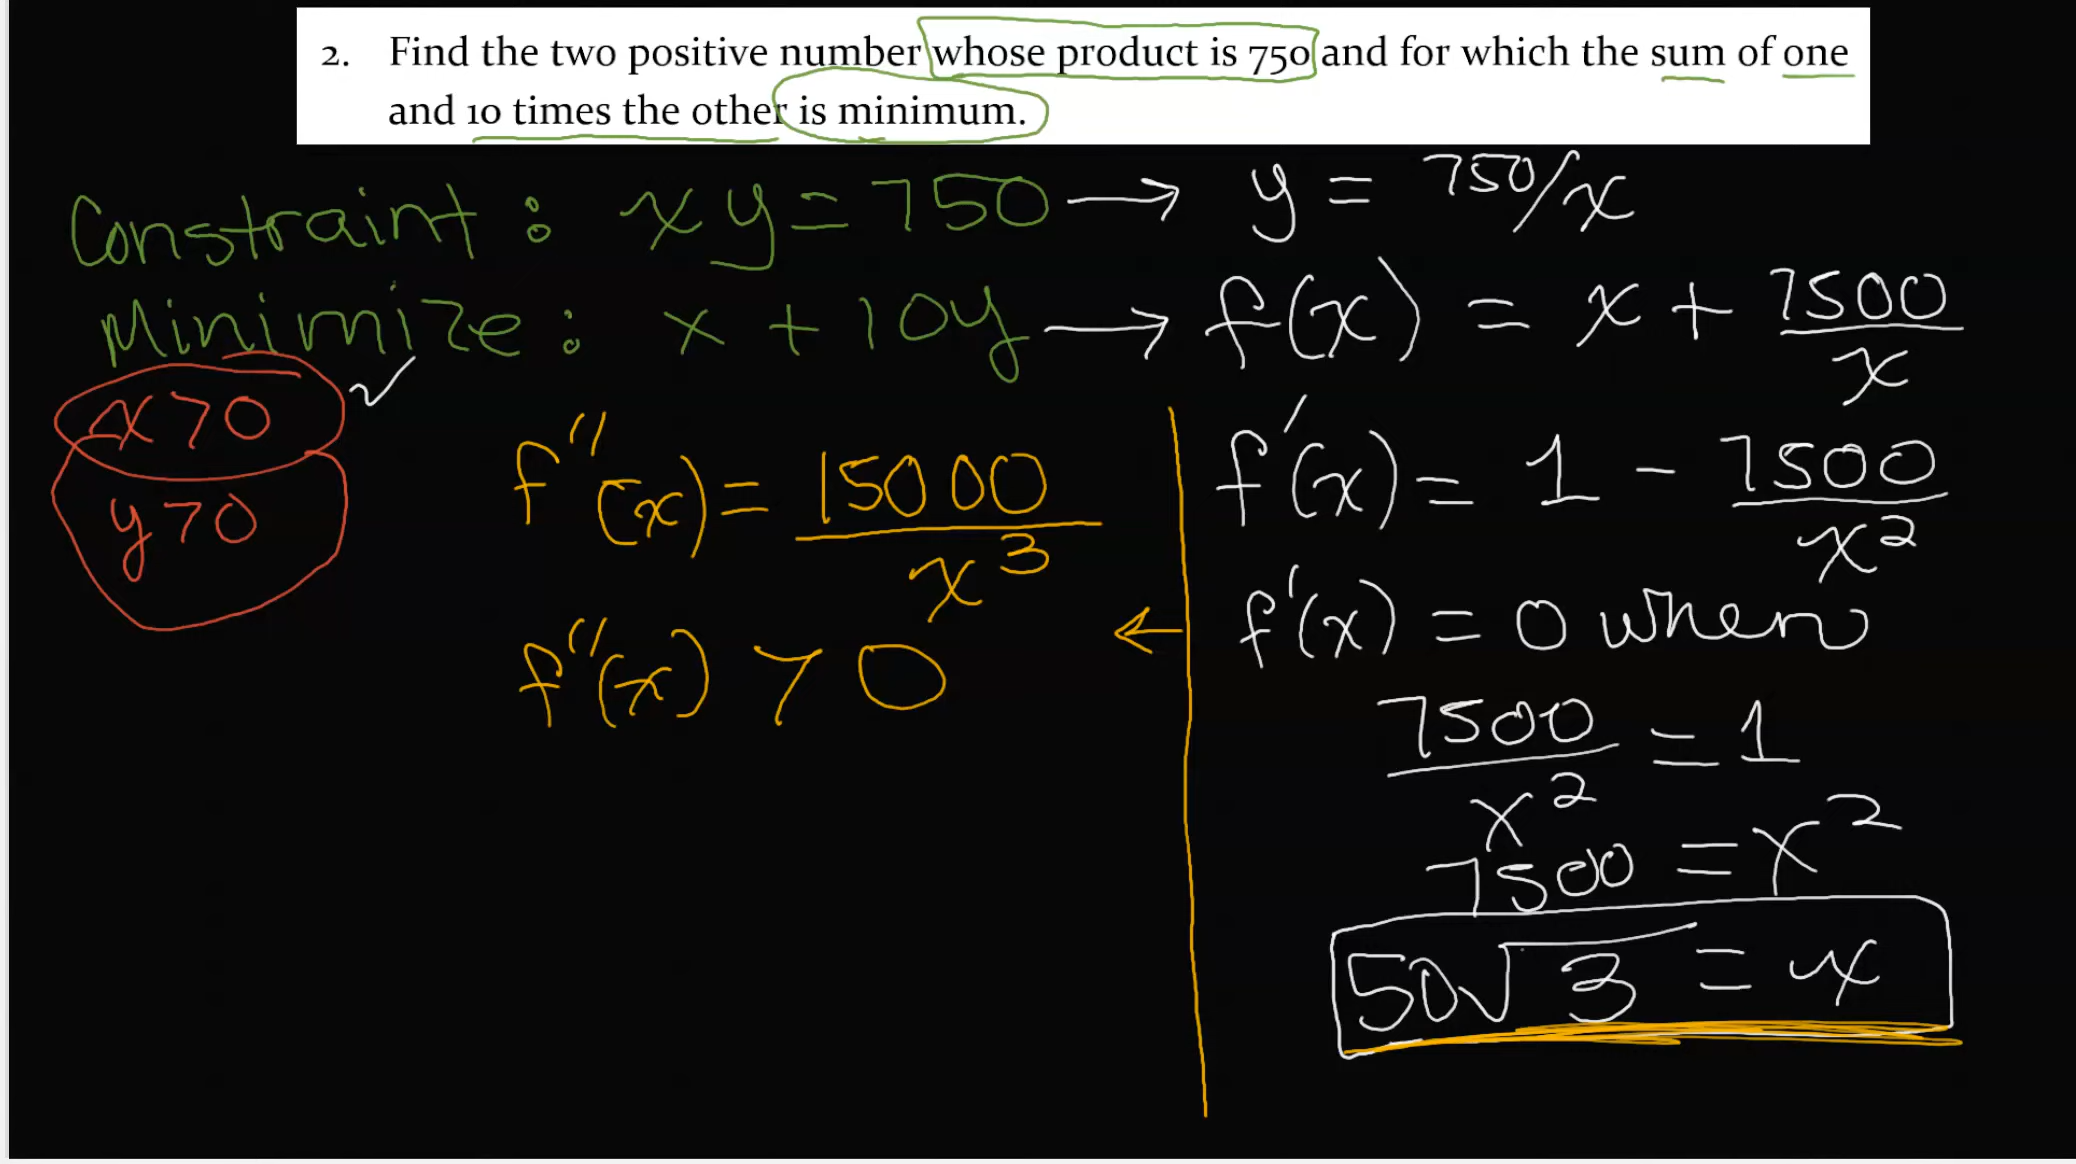 2. Find the two positive number whose product is 750 and for which the sum of one
and 10 times the other is minimum.
Constraint: xy = 750 → y = 750/x
Minimize: x + 10y → f(x) = x + 7500/x
x > 0 ✓
y > 0
f''(x) = 15000/x³
f''(x) > 0
f'(x) = 1 - 7500/x²
← f'(x) = 0 when
7500/x² = 1
7500 = x²
50√3 = x